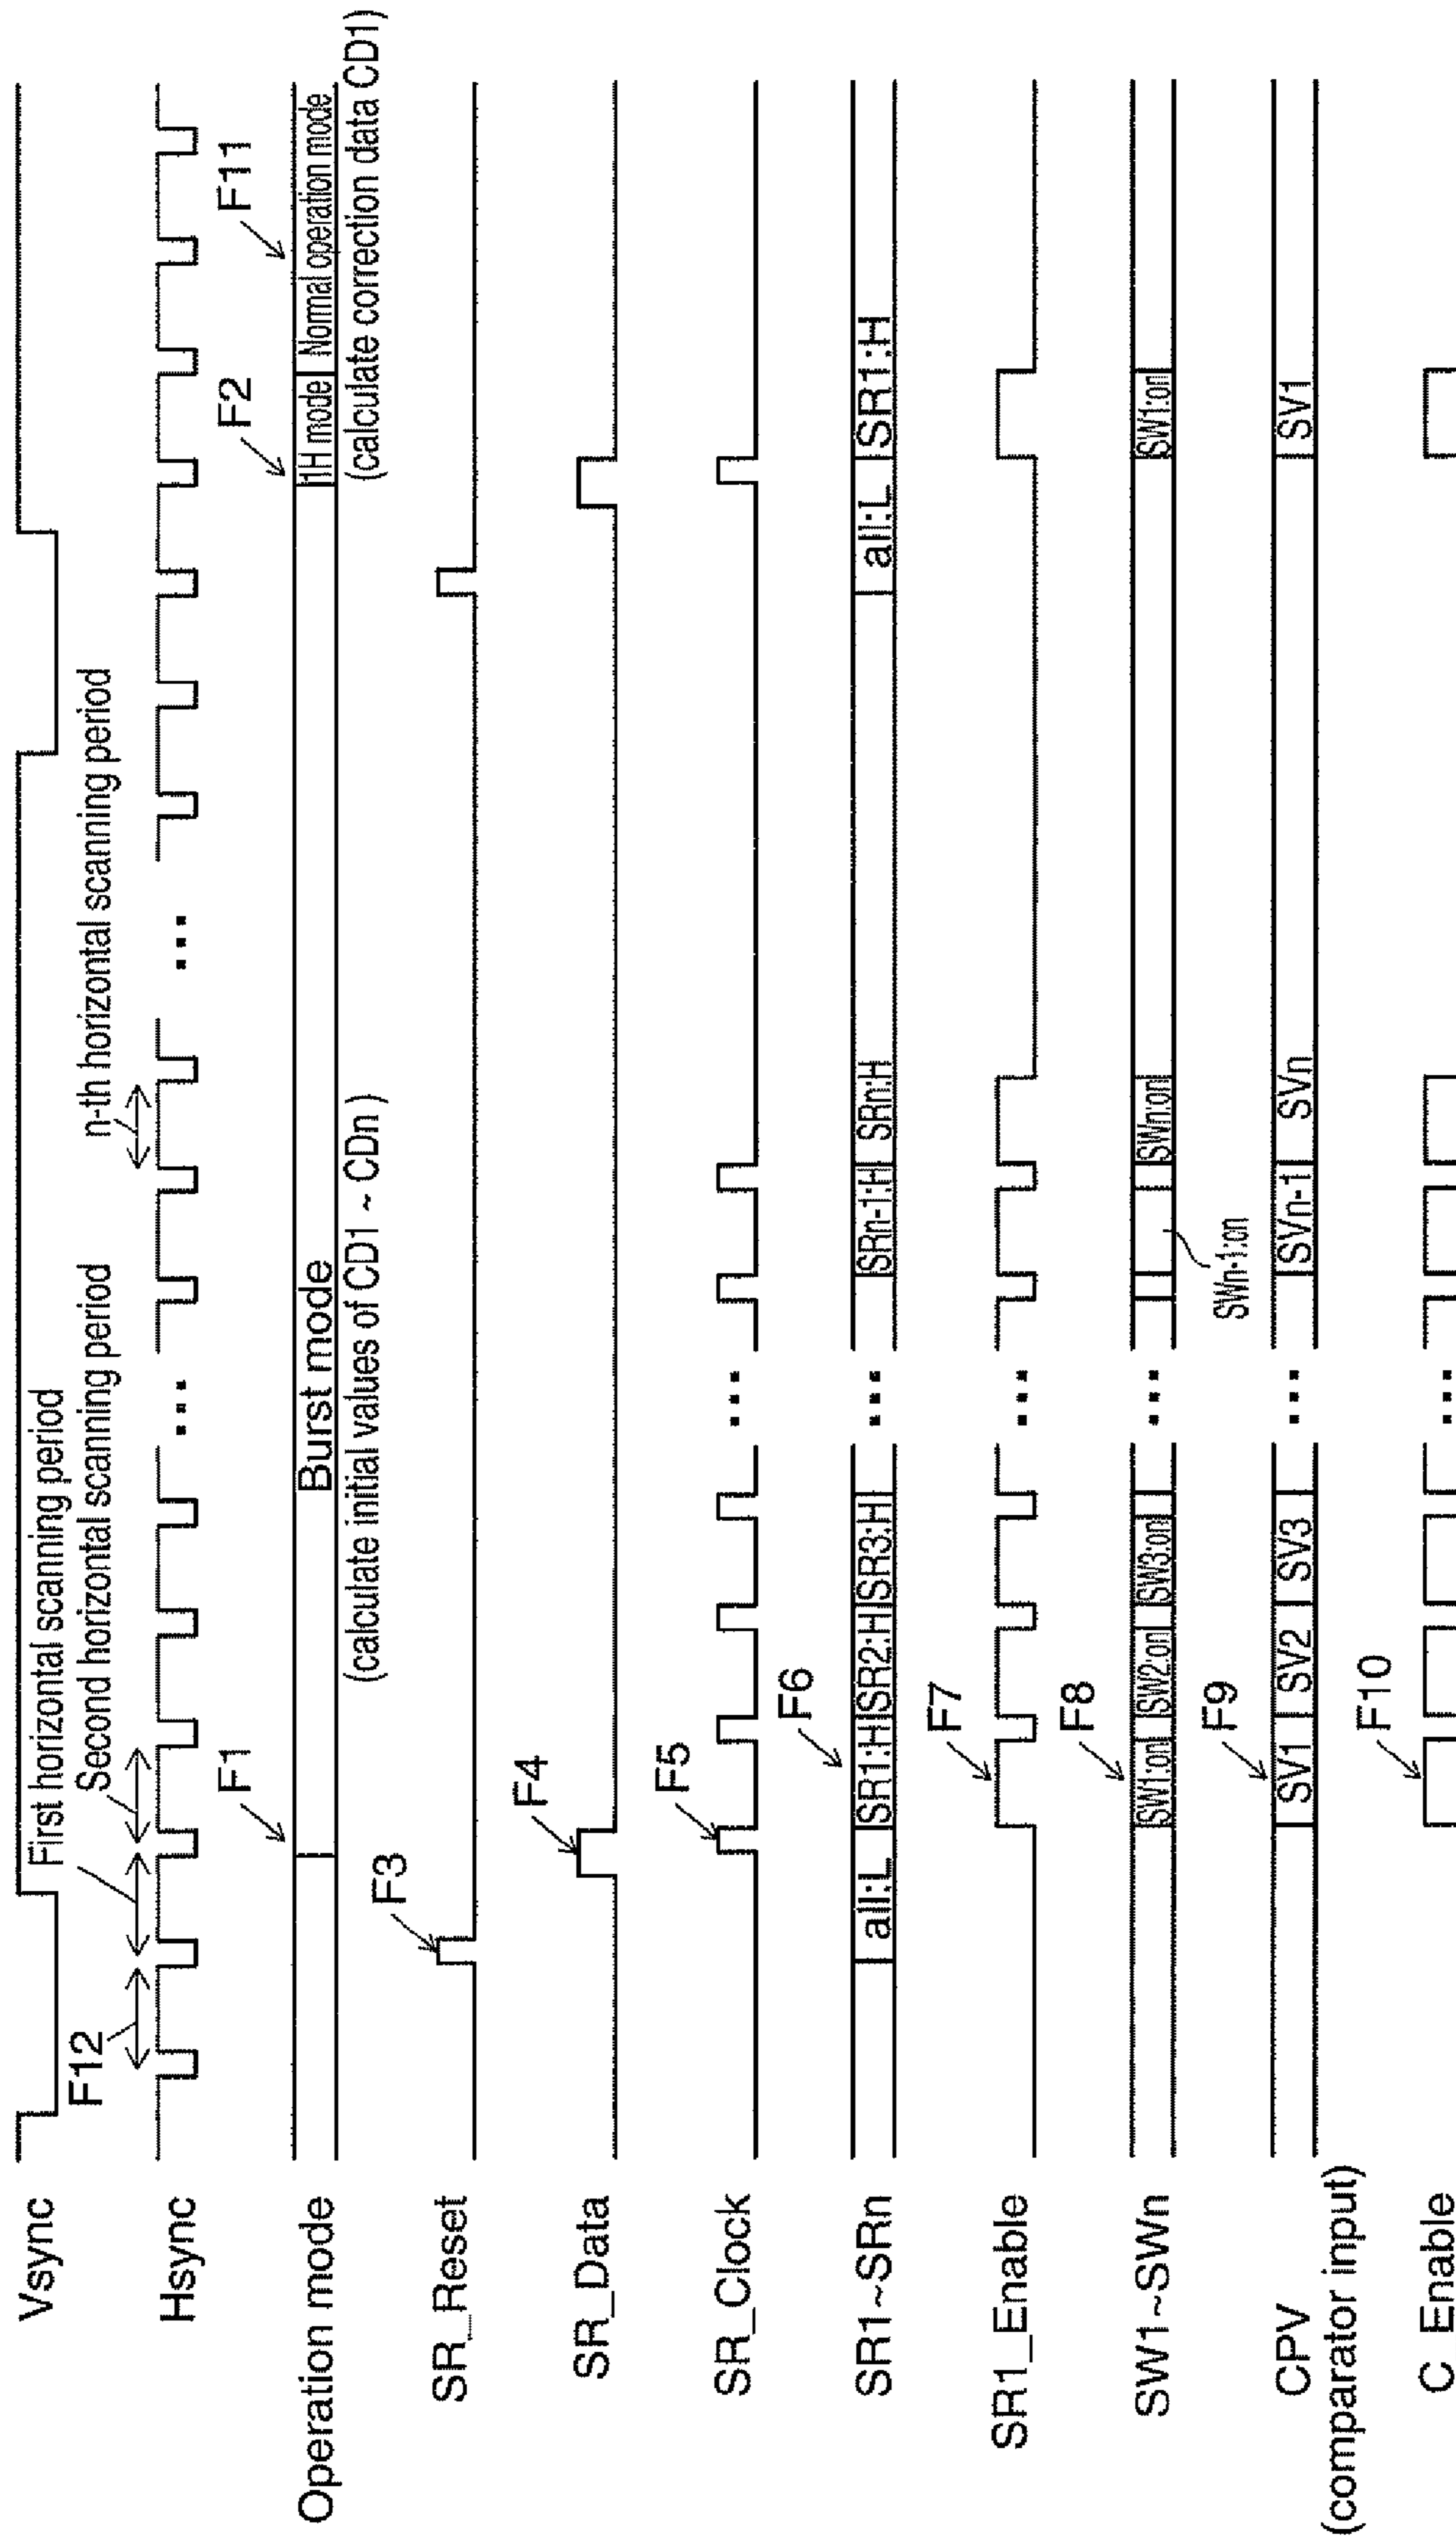 Vsync
First horizontal scanning period
Second horizontal scanning period
n-th horizontal scanning period
F12
Hsync
...
...
F1
F2
F11
Operation mode
Burst mode
1H mode
Normal operation mode
(calculate initial values of CD1 ~ CDn )
(calculate correction data CD1)
F3
SR_Reset
F4
SR_Data
F5
SR_Clock
...
F6
SR1~SRn
all:L
SR1:H
SR2:H
SR3:H
...
SRn-1:H
SRn:H
all:L
SR1:H
F7
SR1_Enable
...
F8
SW1~SWn
SW1:on
SW2:on
SW3:on
...
SWn:on
SW1:on
SWn-1:on
F9
CPV
(comparator input)
SV1
SV2
SV3
...
SVn-1
SVn
SV1
F10
C_Enable
...